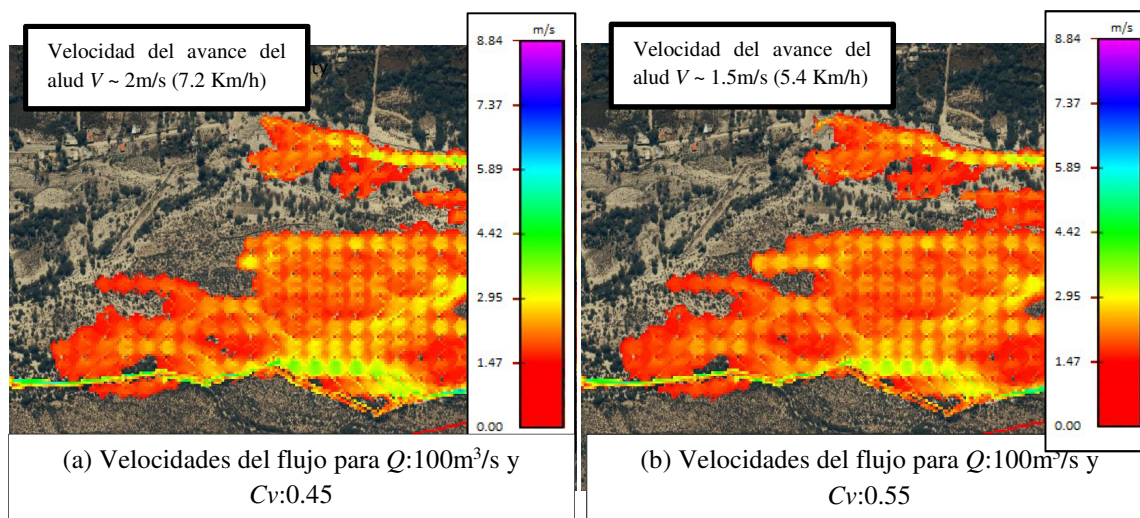 Velocidad del avance del
alud V ~ 2m/s (7.2 Km/h)
ty
m/s
8.84
7.37
5.89
4.42
2.95
1.47
0.00
(a) Velocidades del flujo para Q:100m³/s y
Cv:0.45
Velocidad del avance del
alud V ~ 1.5m/s (5.4 Km/h)
m/s
8.84
7.37
5.89
4.42
2.95
1.47
0.00
(b) Velocidades del flujo para Q:100m³/s y
Cv:0.55